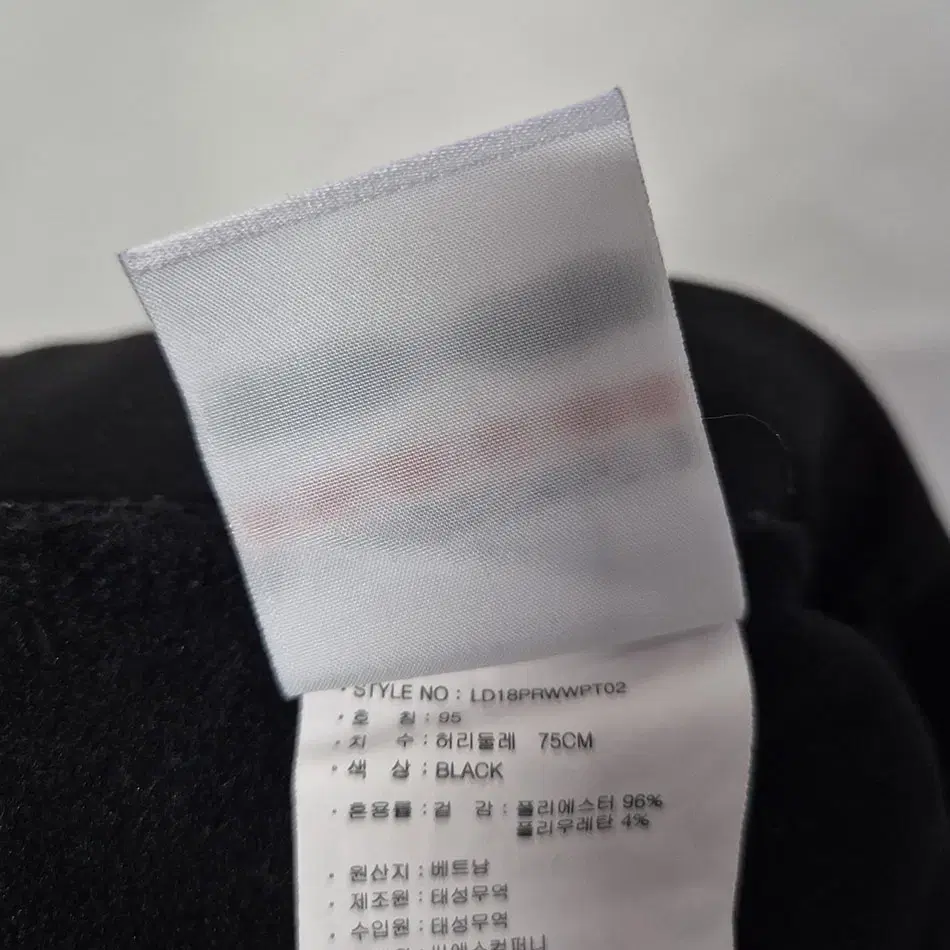 · STYLE NO : LD18PRWWPT02
· 호 칭 : 95
· 치 수 : 허리둘레 75CM
· 색 상 : BLACK
· 혼용률 : 겉 감 : 폴리에스터 96%
폴리우레탄 4%
· 원산지 : 베트남
· 제조원 : 태성무역
· 수입원 : 태성무역